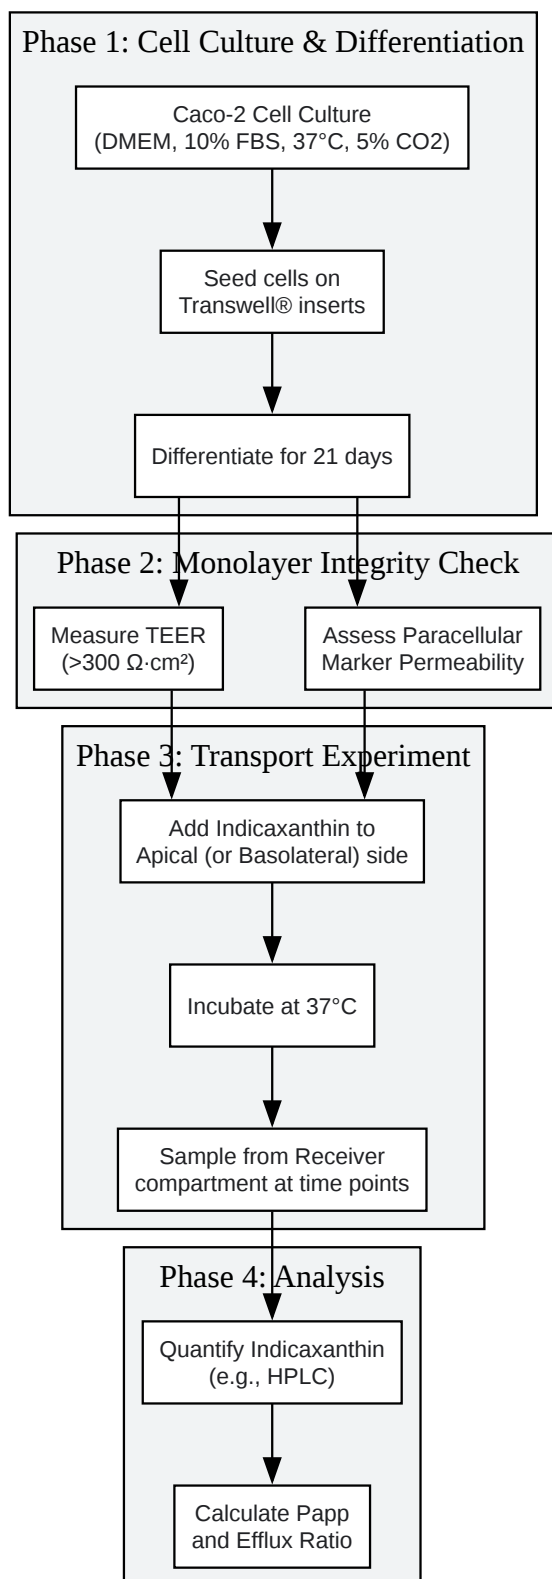 Phase 1: Cell Culture & Differentiation
Caco-2 Cell Culture
(DMEM, 10% FBS, 37°C, 5% CO2)
Seed cells on
Transwell® inserts
Differentiate for 21 days
Phase 2: Monolayer Integrity Check
Measure TEER
(>300 Ω·cm²)
Assess Paracellular
Marker Permeability
Phase 3: Transport Experiment
Add Indicaxanthin to
Apical (or Basolateral) side
Incubate at 37°C
Sample from Receiver
compartment at time points
Phase 4: Analysis
Quantify Indicaxanthin
(e.g., HPLC)
Calculate Papp
and Efflux Ratio